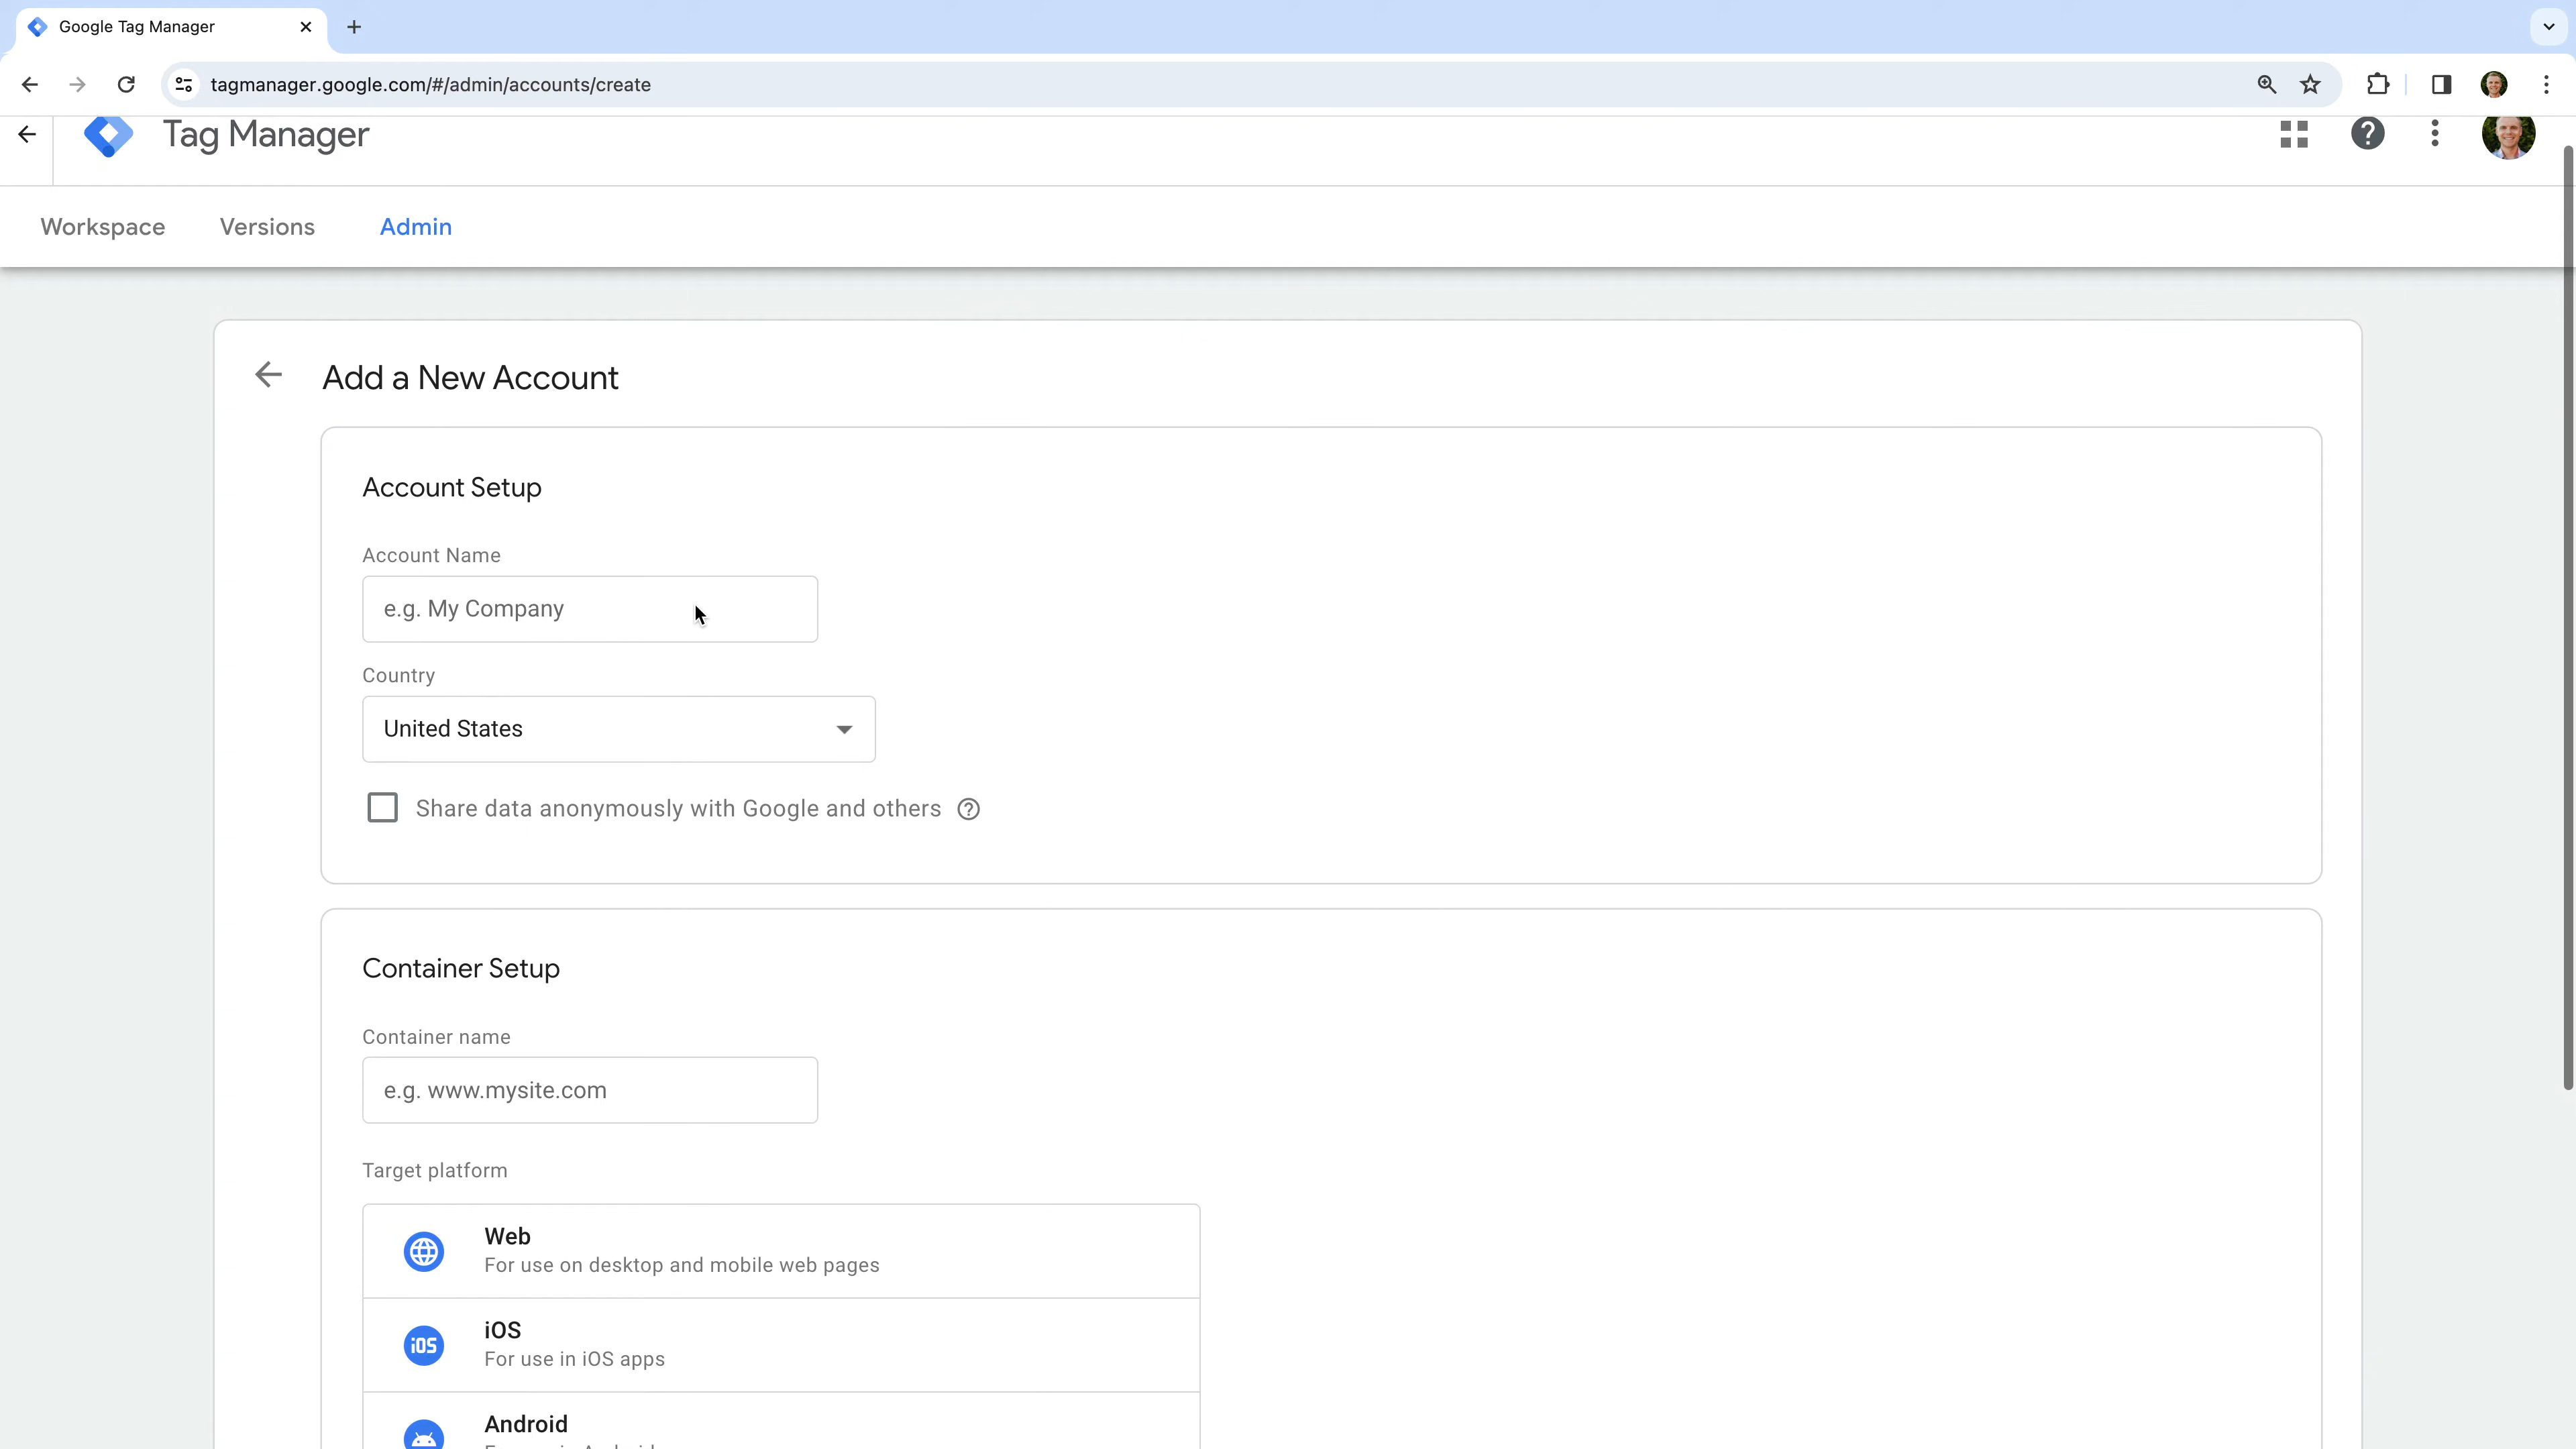 Google Tag Manager
tagmanager.google.com/#/admin/accounts/create
Tag Manager
Workspace Versions Admin
Add a New Account
Account Setup
Account Name
e.g. My Company
Country
United States
Share data anonymously with Google and others
Container Setup
Container name
e.g. www.mysite.com
Target platform
Web
For use on desktop and mobile web pages
iOS
iOS
For use in iOS apps
Android